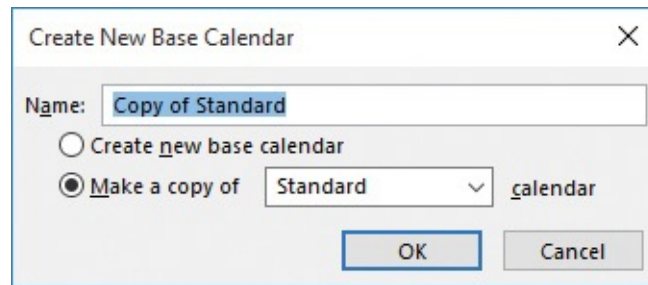 Create New Base Calendar
Name: Copy of Standard
Create new base calendar
Make a copy of Standard calendar
OK Cancel